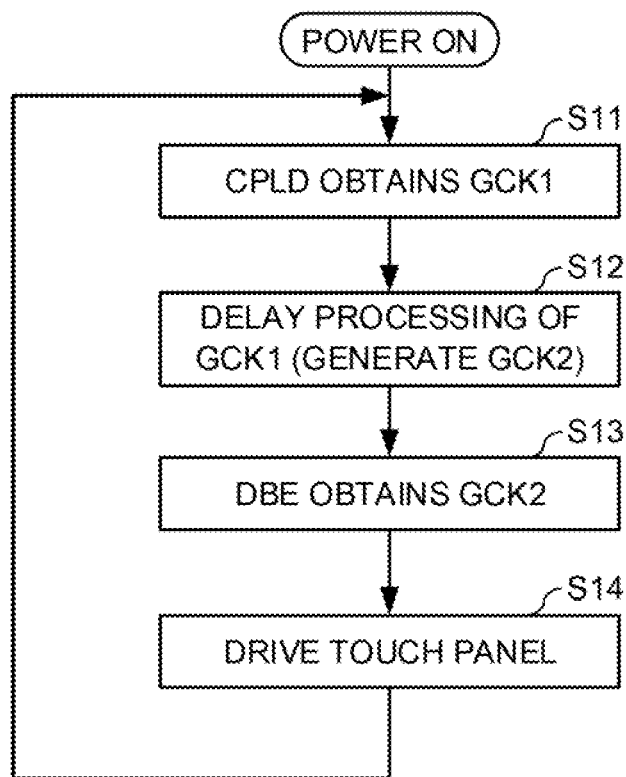 POWER ON
S11
CPLD OBTAINS GCK1
S12
DELAY PROCESSING OF
GCK1 (GENERATE GCK2)
S13
DBE OBTAINS GCK2
S14
DRIVE TOUCH PANEL